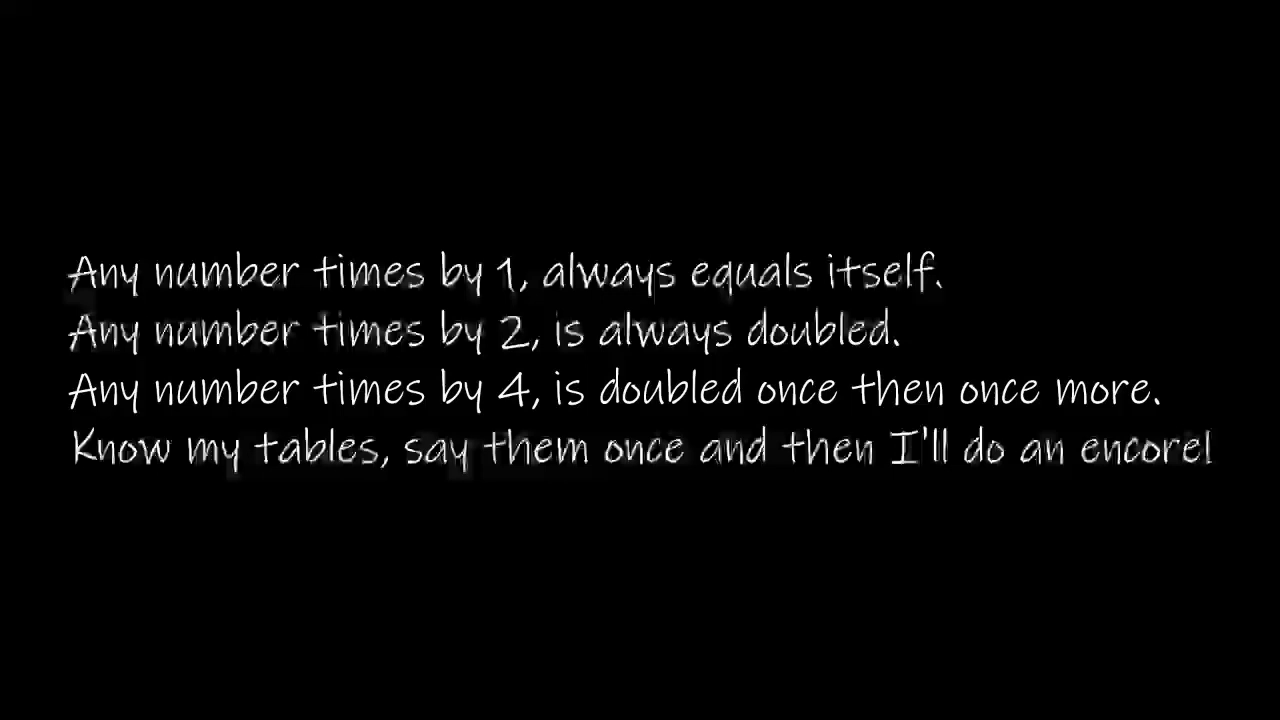 Any number times by 1, always equals itself.
Any number times by 2, is always doubled.
Any number times by 4, is doubled once then once more.
Know my tables, say them once and then I'll do an encore!